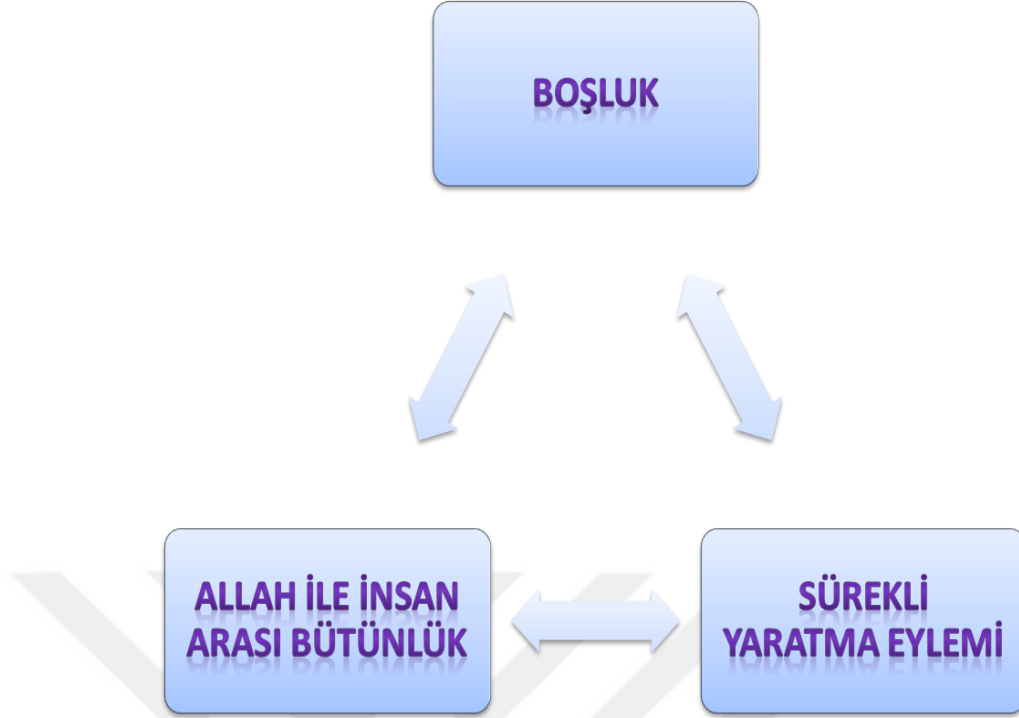 BOŞLUK
ALLAH İLE İNSAN
ARASI BÜTÜNLÜK
SÜREKLİ
YARATMA EYLEMİ